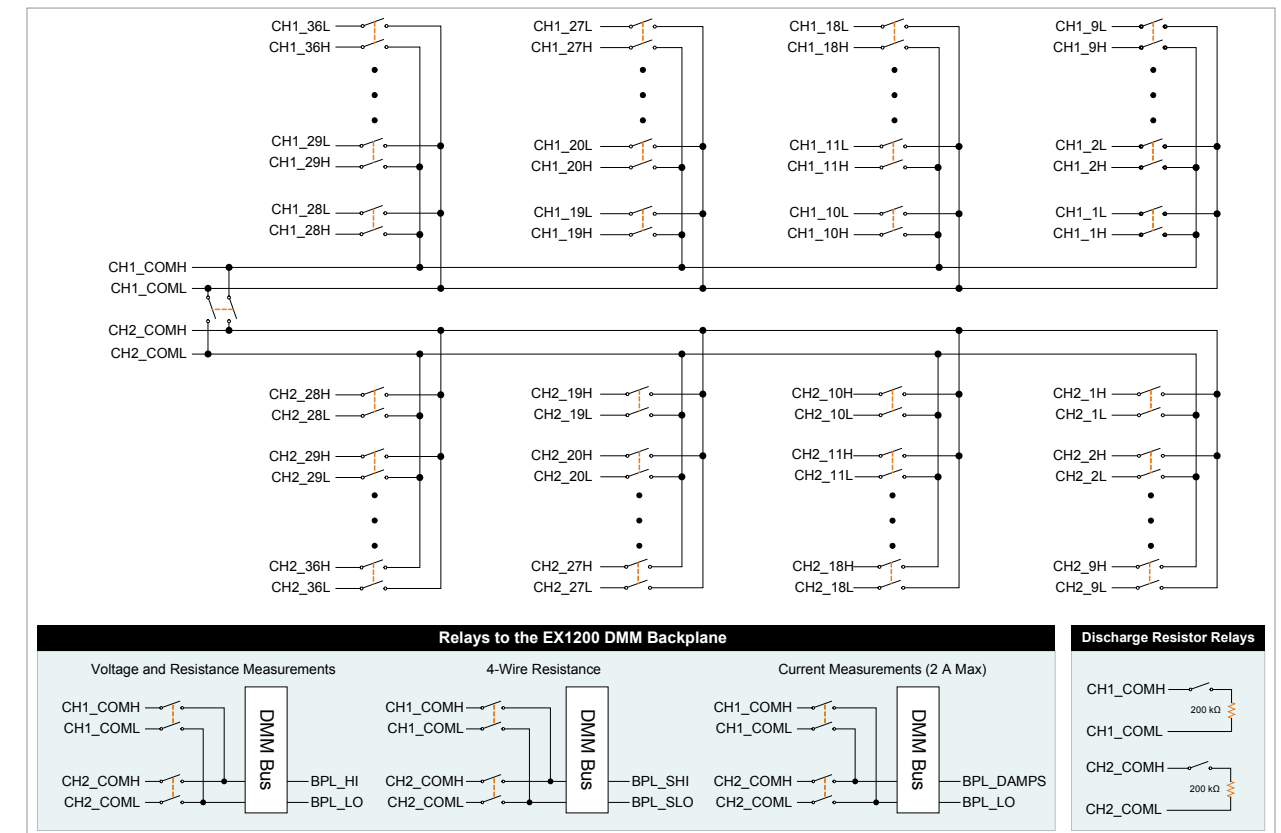 CH1_36L CH1_27L CH1_18L CH1_9L
CH1_36H CH1_27H CH1_18H CH1_9H
CH1_29L CH1_20L CH1_11L CH1_2L
CH1_29H CH1_20H CH1_11H CH1_2H
CH1_28L CH1_19L CH1_10L CH1_1L
CH1_28H CH1_19H CH1_10H CH1_1H
CH1_COMH
CH1_COML
CH2_COMH
CH2_COML
CH2_28H CH2_19H CH2_10H CH2_1H
CH2_28L CH2_19L CH2_10L CH2_1L
CH2_29H CH2_20H CH2_11H CH2_2H
CH2_29L CH2_20L CH2_11L CH2_2L
CH2_36H CH2_27H CH2_18H CH2_9H
CH2_36L CH2_27L CH2_18L CH2_9L
Relays to the EX1200 DMM Backplane
Voltage and Resistance Measurements
CH1_COMH
CH1_COML
CH2_COMH
CH2_COML
DMM Bus
BPL_HI
BPL_LO
4-Wire Resistance
CH1_COMH
CH1_COML
CH2_COMH
CH2_COML
DMM Bus
BPL_SHI
BPL_SLO
Current Measurements (2 A Max)
CH1_COMH
CH1_COML
CH2_COMH
CH2_COML
DMM Bus
BPL_DAMPS
BPL_LO
Discharge Resistor Relays
CH1_COMH
200 kΩ
CH1_COML
CH2_COMH
200 kΩ
CH2_COML